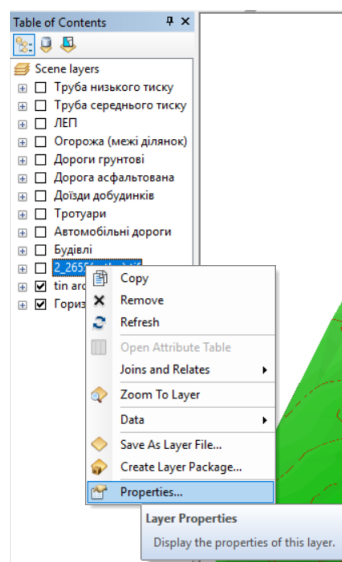 Table of Contents
Scene layers
Труба низького тиску
Труба середнього тиску
ЛЕП
Огорожа (межі ділянок)
Дороги грунтові
Дорога асфальтована
Доїзди добудинків
Тротуари
Автомобільні дороги
Будівлі
tin
Copy
Remove
Refresh
Open Attribute Table
Joins and Relates
Zoom To Layer
Data
Save As Layer File...
Create Layer Package...
Properties...
Layer Properties
Display the properties of this layer.